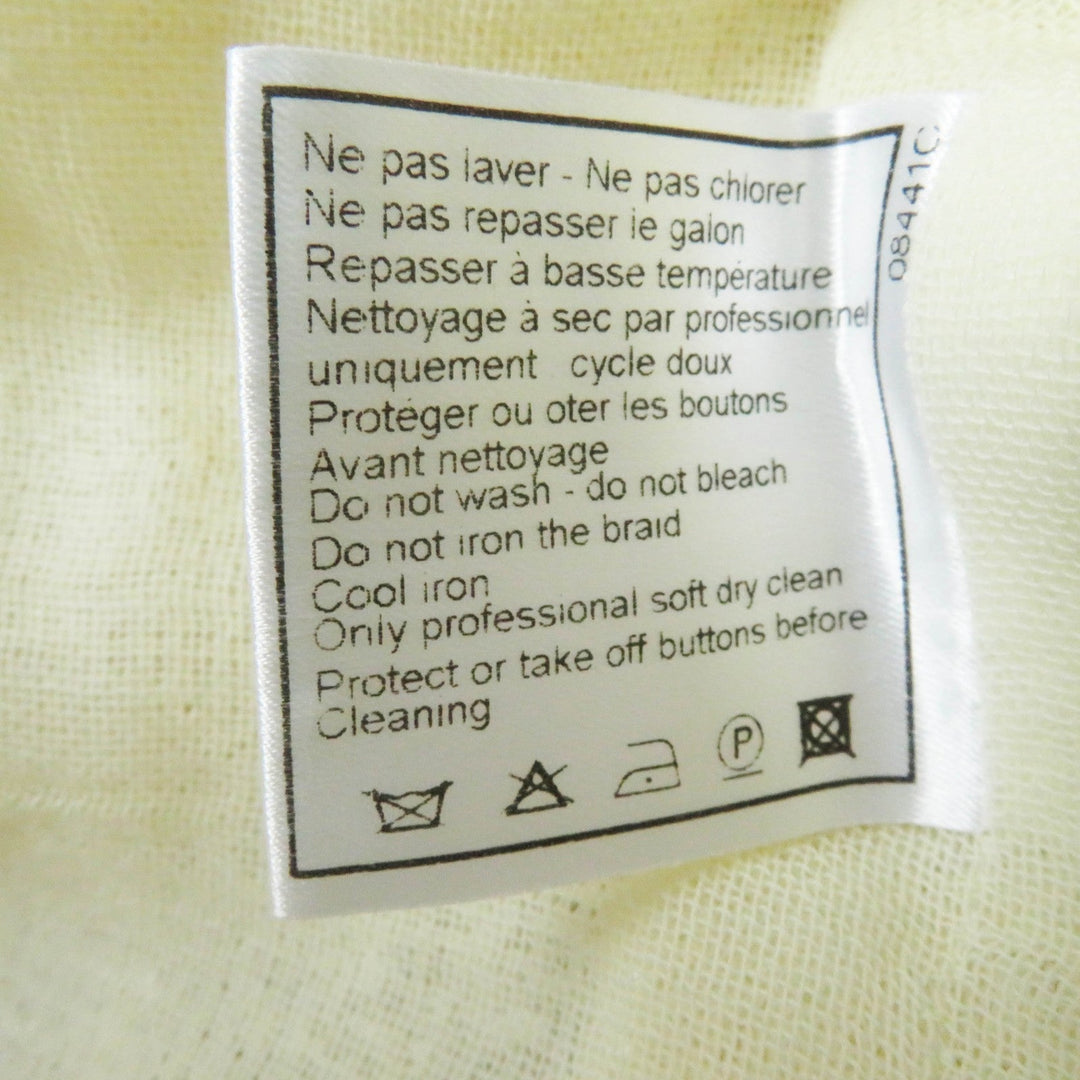 Ne pas laver - Ne pas chlorer
Ne pas repasser le galon
Repasser à basse température
Nettoyage à sec par professionnel
uniquement cycle doux
Protéger ou oter les boutons
Avant nettoyage
Do not wash - do not bleach
Do not iron the braid
Cool iron
Only professional soft dry clean
Protect or take off buttons before
Cleaning
P
08441C